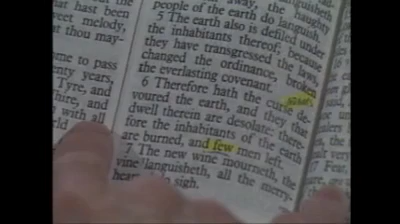 that hast been
sweet melody,
that thou may-
come to pass
Tyre, and
and
with all
people of the earth do languish.
5 The earth also is defiled under
the inhabitants thereof; because
they have transgressed the laws,
changed the ordinance, broken
the everlasting covenant.
6 Therefore hath the curse de-
voured the earth, and they that
dwell therein are desolate: there-
fore the inhabitants of the earth
are burned, and few men left.
7 The new wine mourneth, the
vine languisheth, all the merry-
sigh.